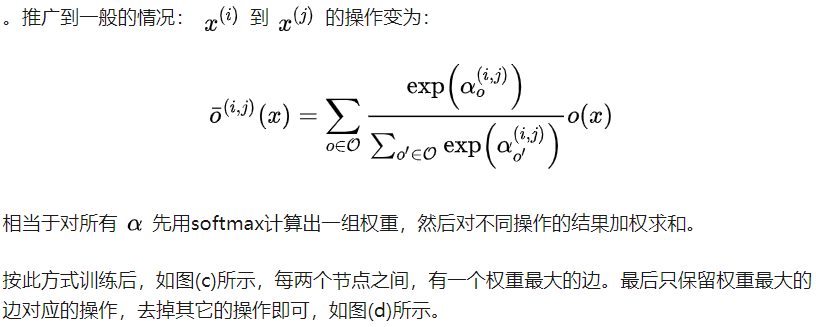 。推广到一般的情况： x^{(i)} 到 x^{(j)} 的操作变为：
\bar{o}^{(i,j)}(x) = \sum_{o \in \mathcal{O}} \frac{\exp\left(\alpha_o^{(i,j)}\right)}{\sum_{o' \in \mathcal{O}} \exp\left(\alpha_{o'}^{(i,j)}\right)} o(x)
相当于对所有 α 先用softmax计算出一组权重，然后对不同操作的结果加权求和。
按此方式训练后，如图(c)所示，每两个节点之间，有一个权重最大的边。最后只保留权重最大的
边对应的操作，去掉其它的操作即可，如图(d)所示。